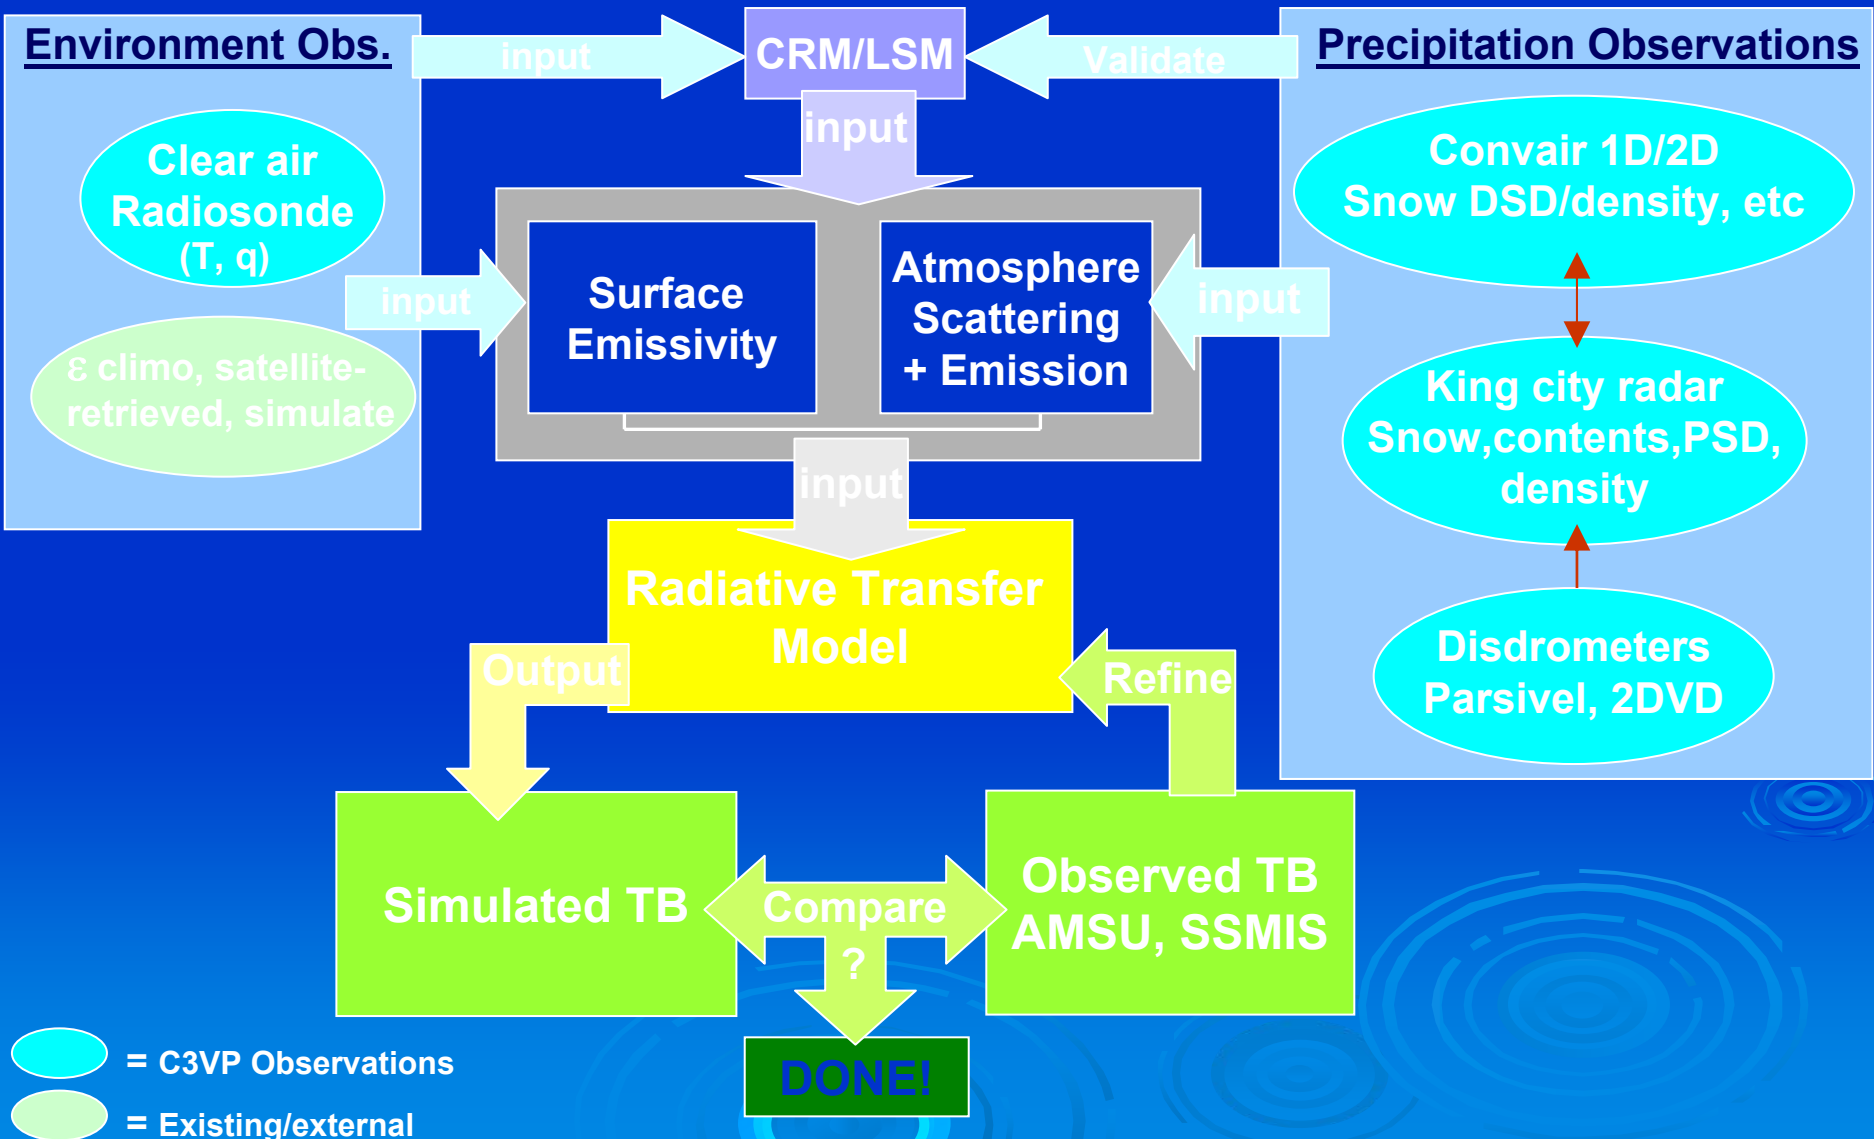 Environment Obs.
input
CRM/LSM
Validate
Precipitation Observations
input
Clear air
Radiosonde
(T, q)
ε climo, satellite-
retrieved, simulate
input
Surface
Emissivity
Atmosphere
Scattering
+ Emission
input
Convair 1D/2D
Snow DSD/density, etc
King city radar
Snow,contents,PSD,
density
Disdrometers
Parsivel, 2DVD
input
Radiative Transfer
Model
Output
Refine
Simulated TB
Compare
?
Observed TB
AMSU, SSMIS
DONE!
= C3VP Observations
= Existing/external